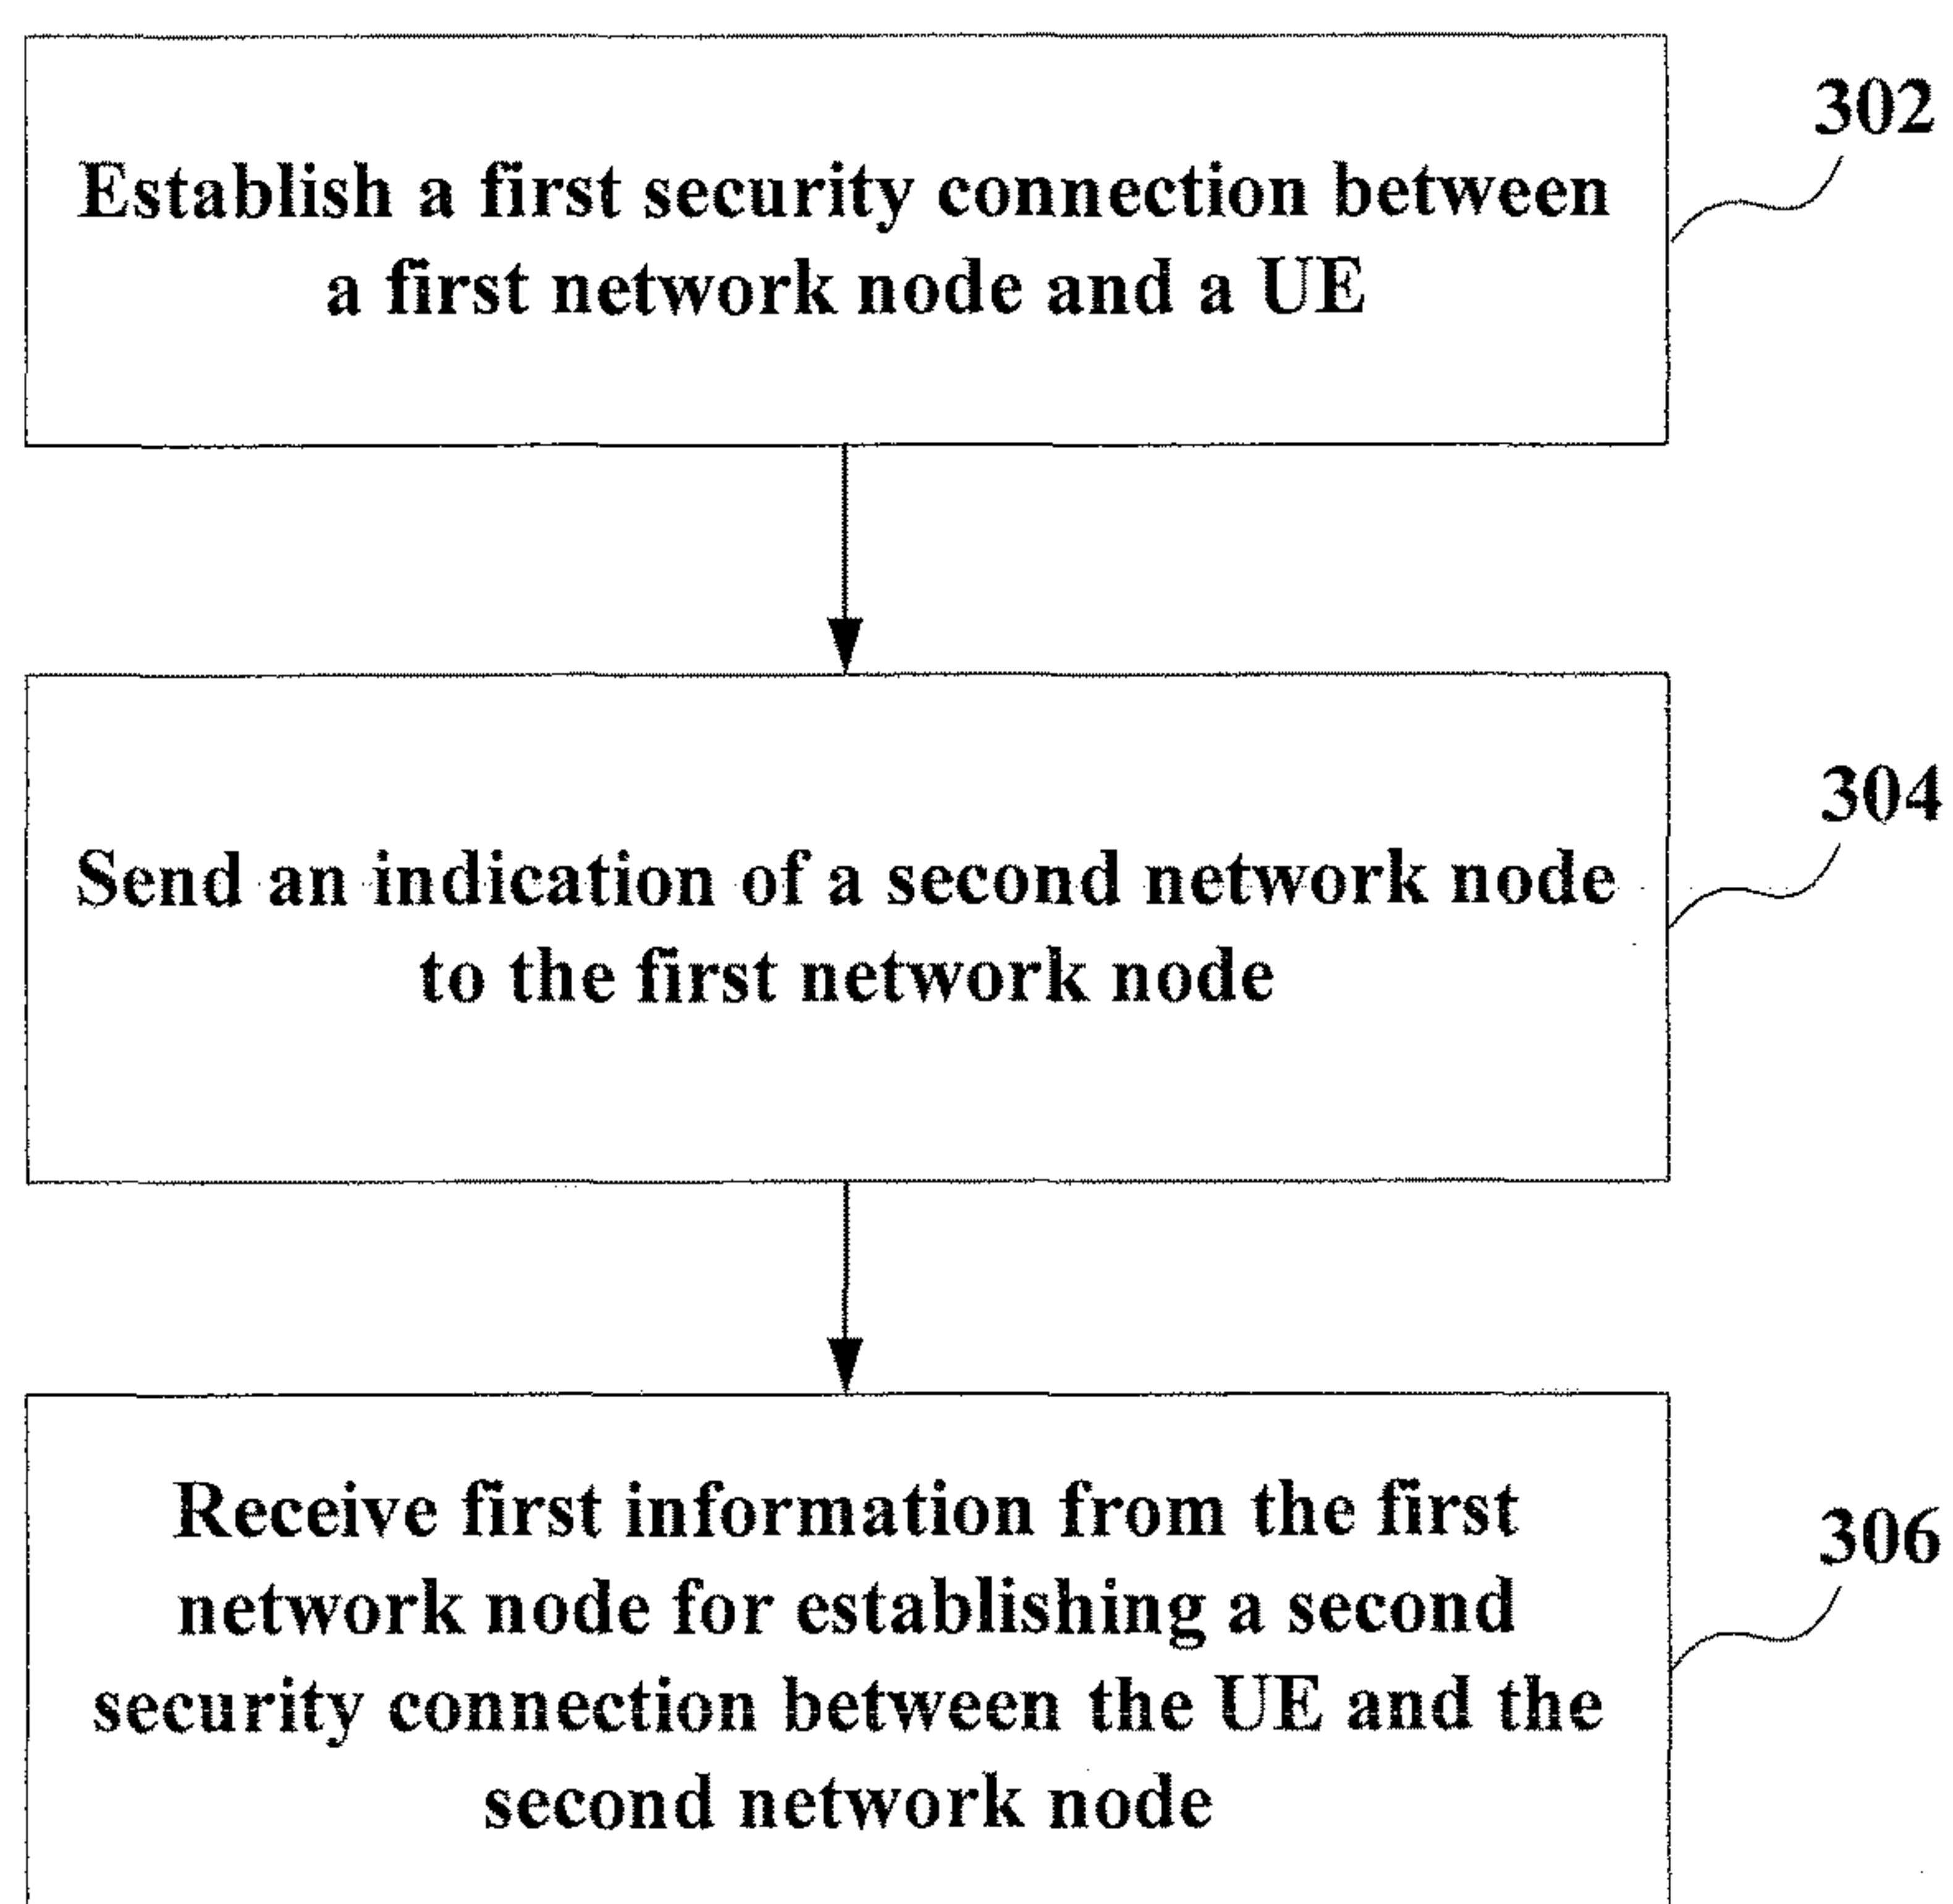 302
Establish a first security connection between
a first network node and a UE
304
Send an indication of a second network node
to the first network node
306
Receive first information from the first
network node for establishing a second
security connection between the UE and the
second network node